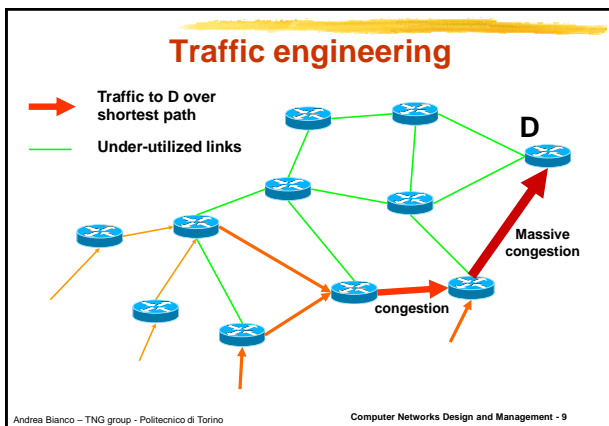 Traffic engineering
Traffic to D over
shortest path
Under-utilized links
D
Massive
congestion
congestion
Andrea Bianco – TNG group - Politecnico di Torino
Computer Networks Design and Management - 9